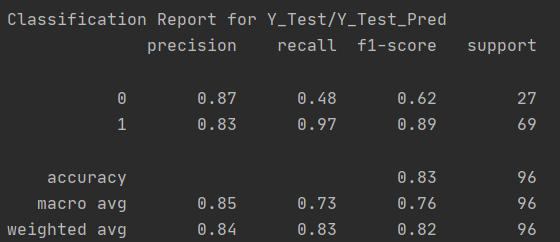 Classification Report for Y_Test/Y_Test_Pred
precision recall f1-score support
0 0.87 0.48 0.62 27
1 0.83 0.97 0.89 69
accuracy 0.83 96
macro avg 0.85 0.73 0.76 96
weighted avg 0.84 0.83 0.82 96